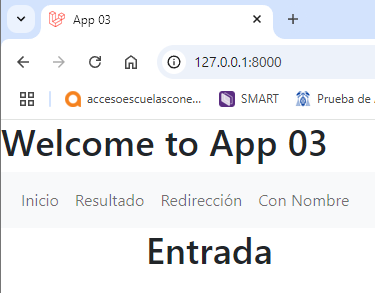 App 03
127.0.0.1:8000
accesoescuelascone... SMART Prueba de
Welcome to App 03
Inicio Resultado Redirección Con Nombre
Entrada